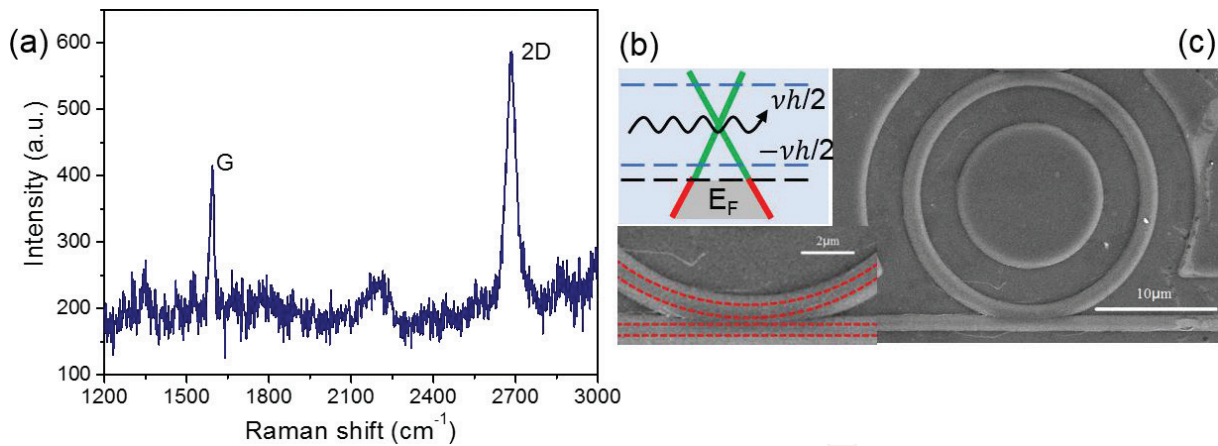 (a)
600
500
400
300
200
100
Intensity (a.u.)
G
2D
1200
1500
1800
2100
2400
2700
3000
Raman shift (cm⁻¹)
(b)
νh/2
−νh/2
E_F
2μm
(c)
10μm